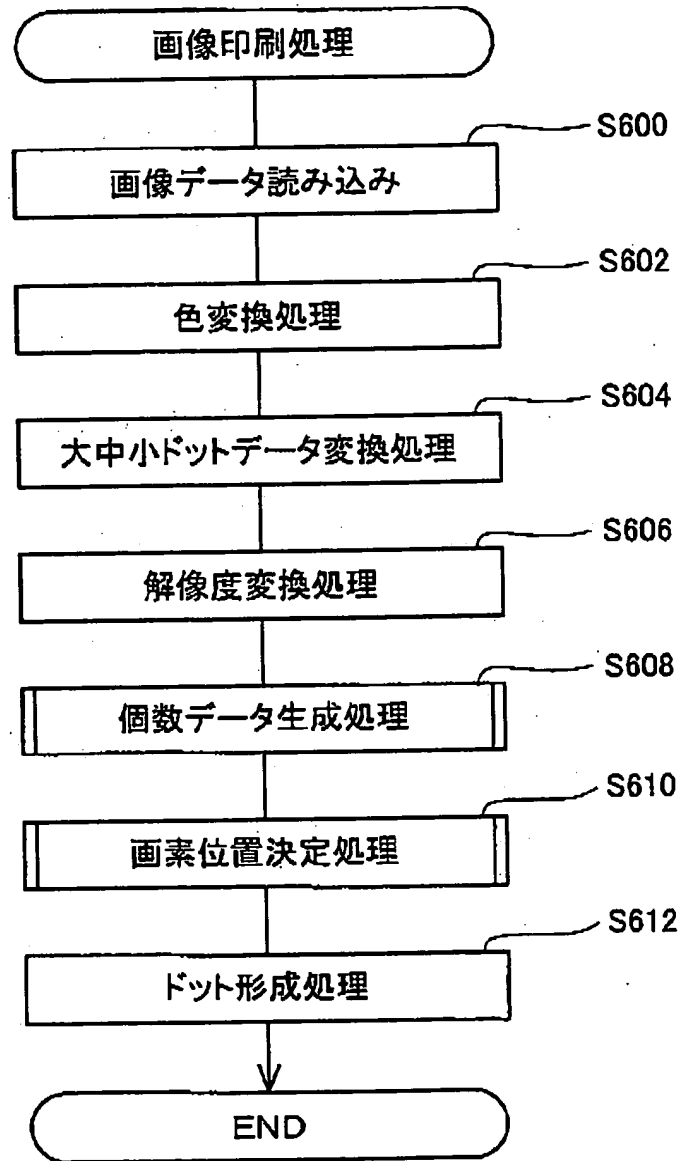 画像印刷処理
S600
画像データ読み込み
S602
色変換処理
S604
大中小ドットデータ変換処理
S606
解像度変換処理
S608
個数データ生成処理
S610
画素位置決定処理
S612
ドット形成処理
END